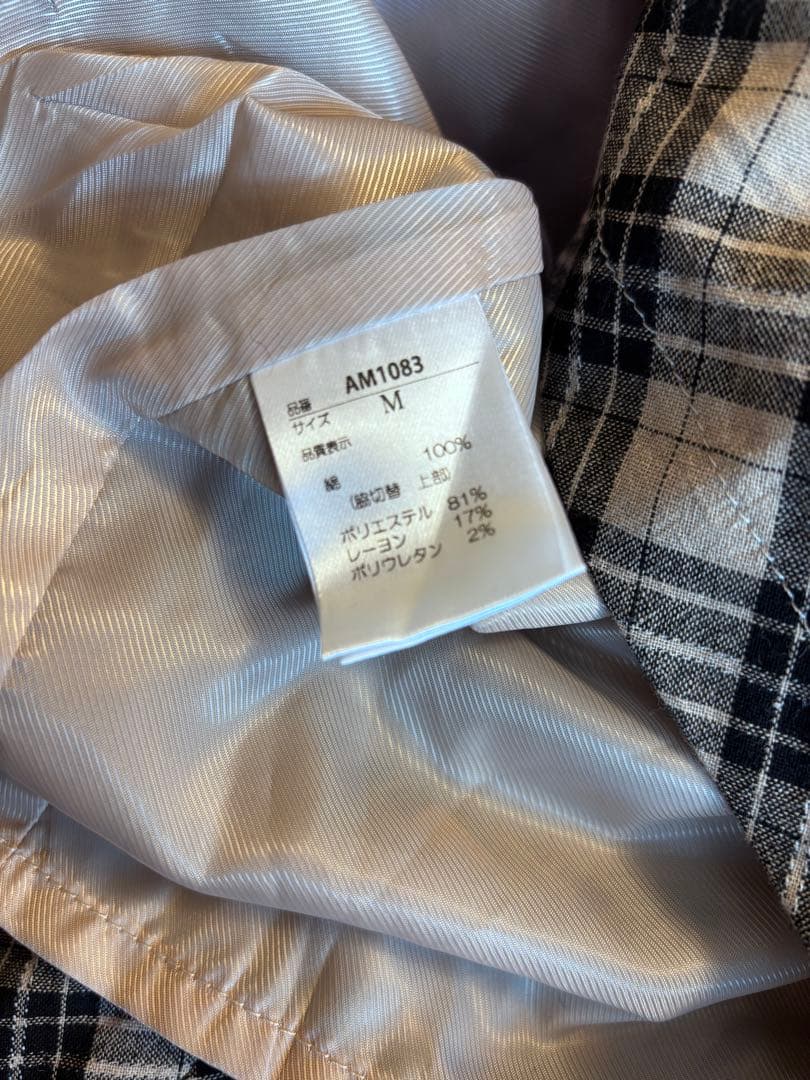 品番 AM1083
サイズ M
品質表示
綿 100%
(脇切替 上部)
ポリエステル 81%
レーヨン 17%
ポリウレタン 2%